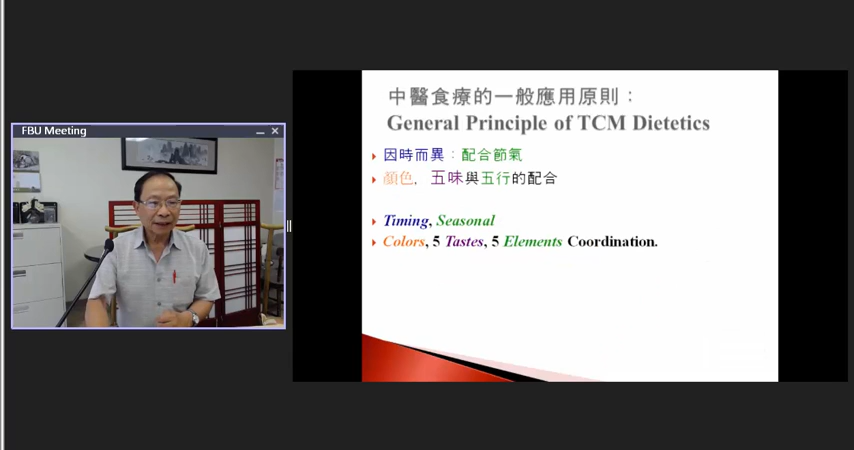 FBU Meeting
中醫食療的一般應用原則：
General Principle of TCM Dietetics
因時而異：配合節氣
顏色, 五味與五行的配合
Timing, Seasonal
Colors, 5 Tastes, 5 Elements Coordination.